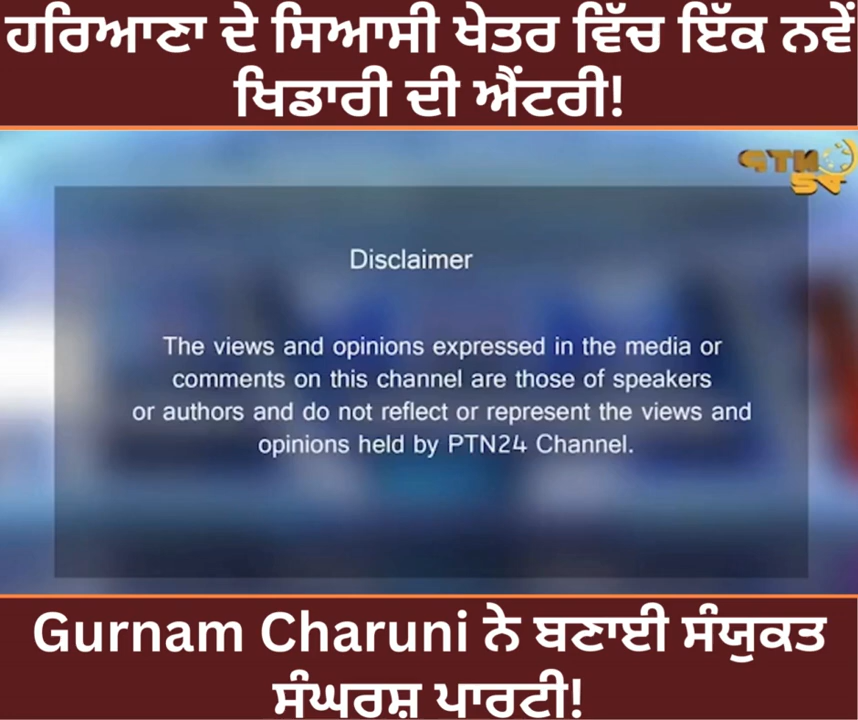 ਹਰਿਆਣਾ ਦੇ ਸਿਆਸੀ ਖੇਤਰ ਵਿੱਚ ਇੱਕ ਨਵੇਂ
ਖਿਡਾਰੀ ਦੀ ਐਂਟਰੀ!
Disclaimer
The views and opinions expressed in the media or
comments on this channel are those of speakers
or authors and do not reflect or represent the views and
opinions held by PTN24 Channel.
Gurnam Charuni ਨੇ ਬਣਾਈ ਸੰਯੁਕਤ
ਸੰਘਰਸ਼ ਪਾਰਟੀ!